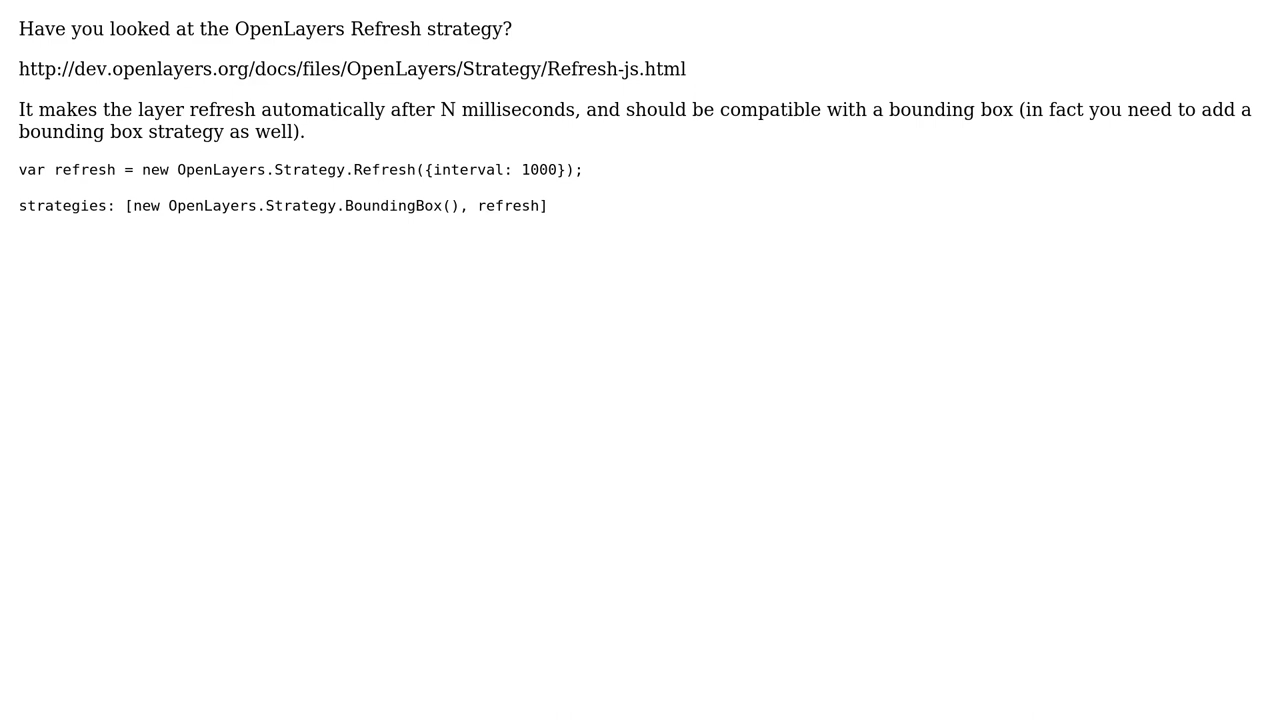 Have you looked at the OpenLayers Refresh strategy?
http://dev.openlayers.org/docs/files/OpenLayers/Strategy/Refresh-js.html
It makes the layer refresh automatically after N milliseconds, and should be compatible with a bounding box (in fact you need to add a
bounding box strategy as well).
var refresh = new OpenLayers.Strategy.Refresh({interval: 1000});
strategies: [new OpenLayers.Strategy.BoundingBox(), refresh]